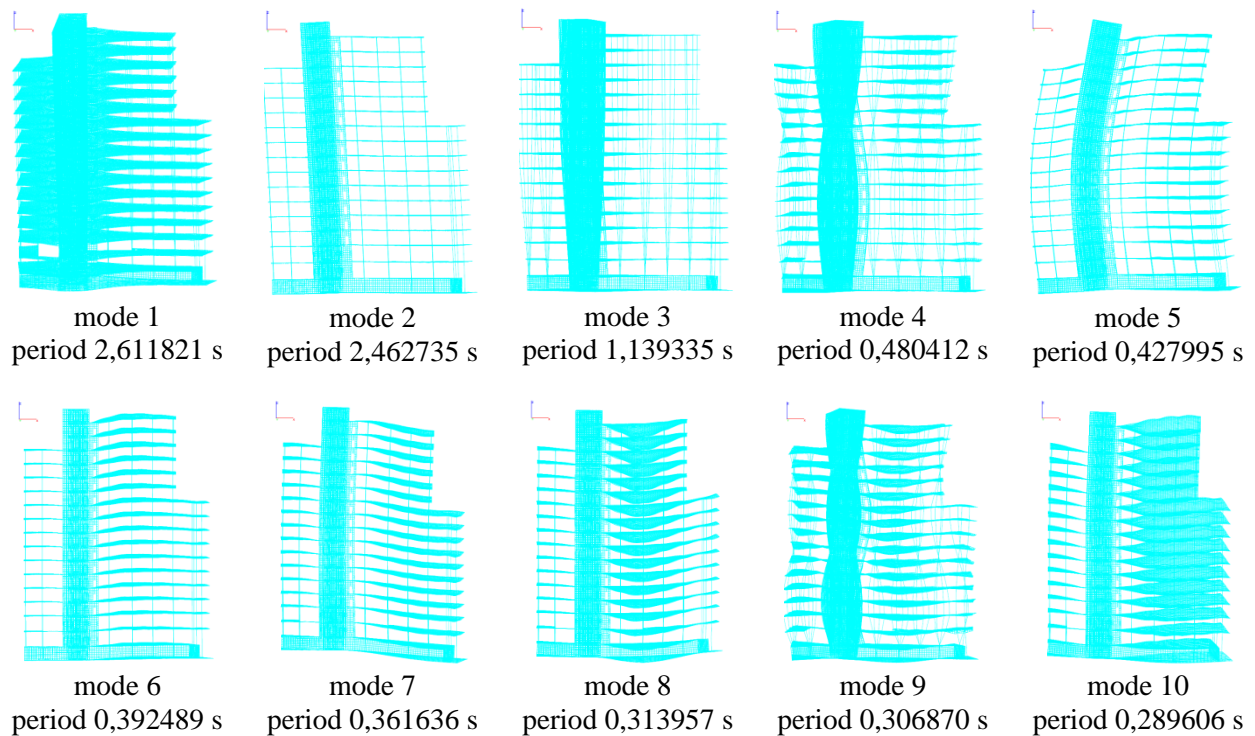 mode 1
period 2,611821 s
mode 2
period 2,462735 s
mode 3
period 1,139335 s
mode 4
period 0,480412 s
mode 5
period 0,427995 s
mode 6
period 0,392489 s
mode 7
period 0,361636 s
mode 8
period 0,313957 s
mode 9
period 0,306870 s
mode 10
period 0,289606 s